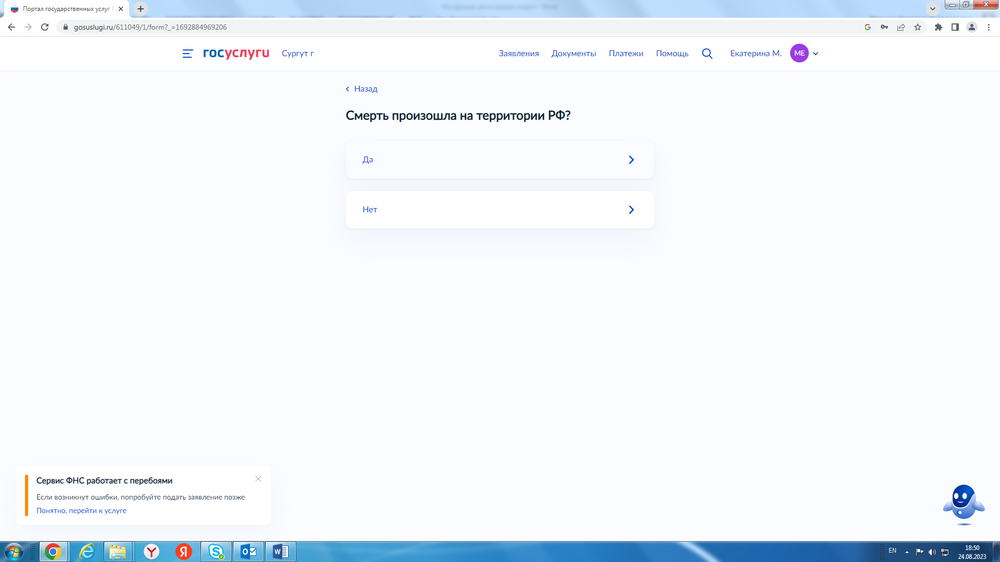 Портал государственных услуг
gosuslugi.ru/611049/1/form?_=1692884969206
госуслуги
Сургут г
Заявления
Документы
Платежи
Помощь
Екатерина М.
МЕ
Назад
Смерть произошла на территории РФ?
Да
Нет
Сервис ФНС работает с перебоями
Если возникнут ошибки, попробуйте подать заявление позже
Понятно, перейти к услуге
EN
18:50
24.08.2023